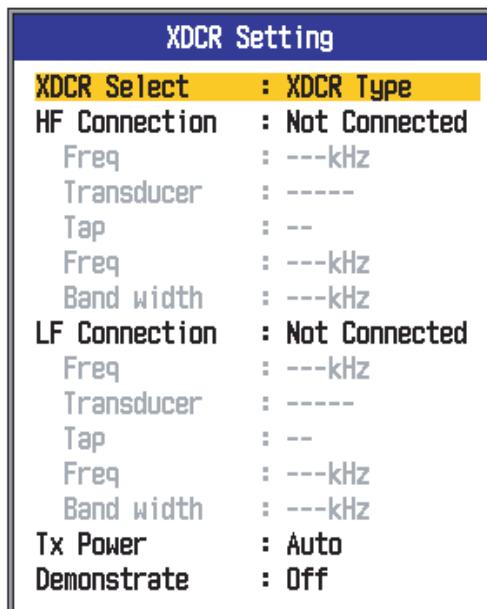 XDCR Setting
XDCR Select : XDCR Type
HF Connection : Not Connected
Freq : ---kHz
Transducer : -----
Tap : --
Freq : ---kHz
Band width : ---kHz
LF Connection : Not Connected
Freq : ---kHz
Transducer : -----
Tap : --
Freq : ---kHz
Band width : ---kHz
Tx Power : Auto
Demonstrate : Off